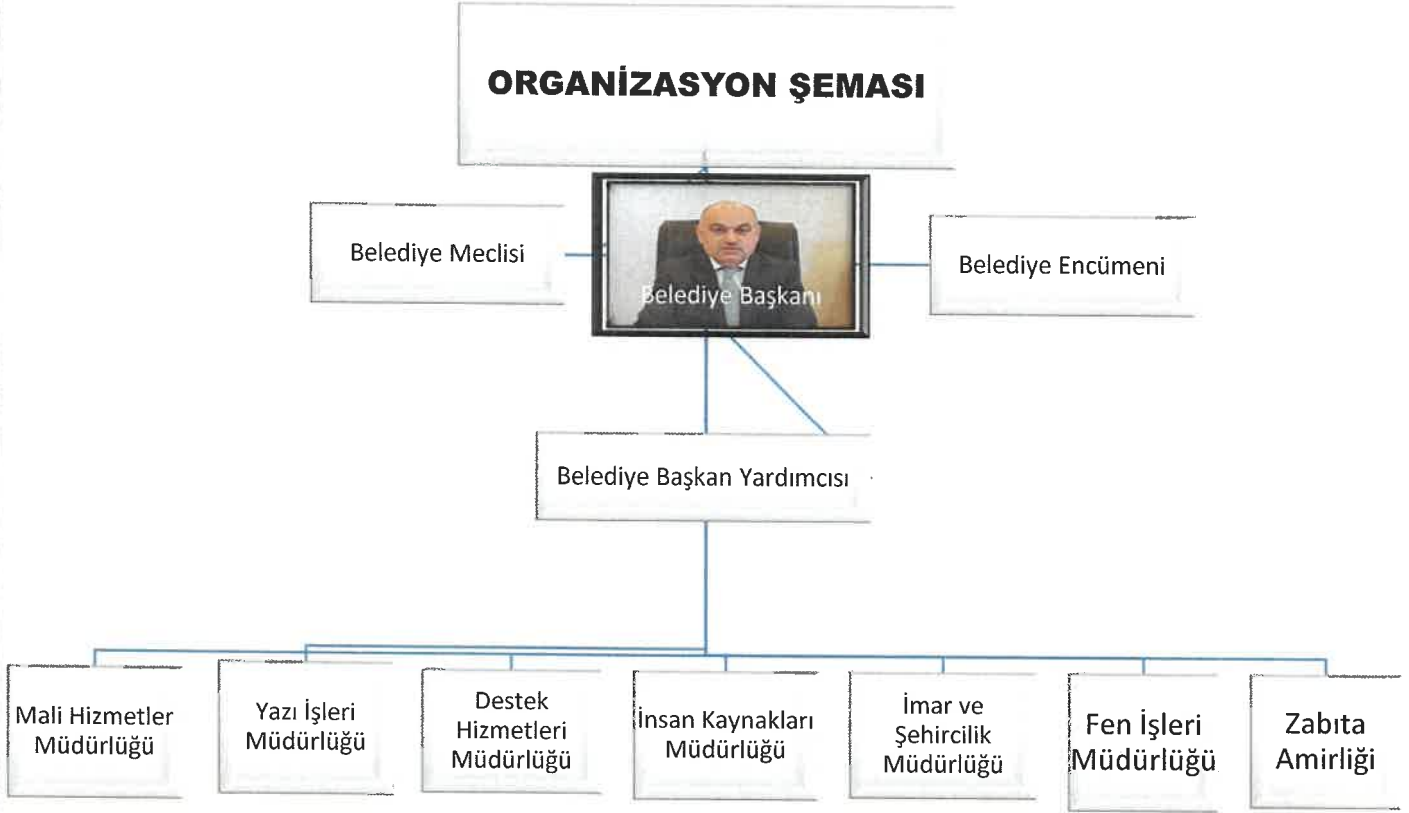 ORGANİZASYON ŞEMASI
Belediye Meclisi
Belediye Başkanı
Belediye Encümeni
Belediye Başkan Yardımcısı
Mali Hizmetler
Müdürlüğü
Yazı İşleri
Müdürlüğü
Destek
Hizmetleri
Müdürlüğü
İnsan Kaynakları
Müdürlüğü
İmar ve
Şehircilik
Müdürlüğü
Fen İşleri
Müdürlüğü
Zabıta
Amirliği